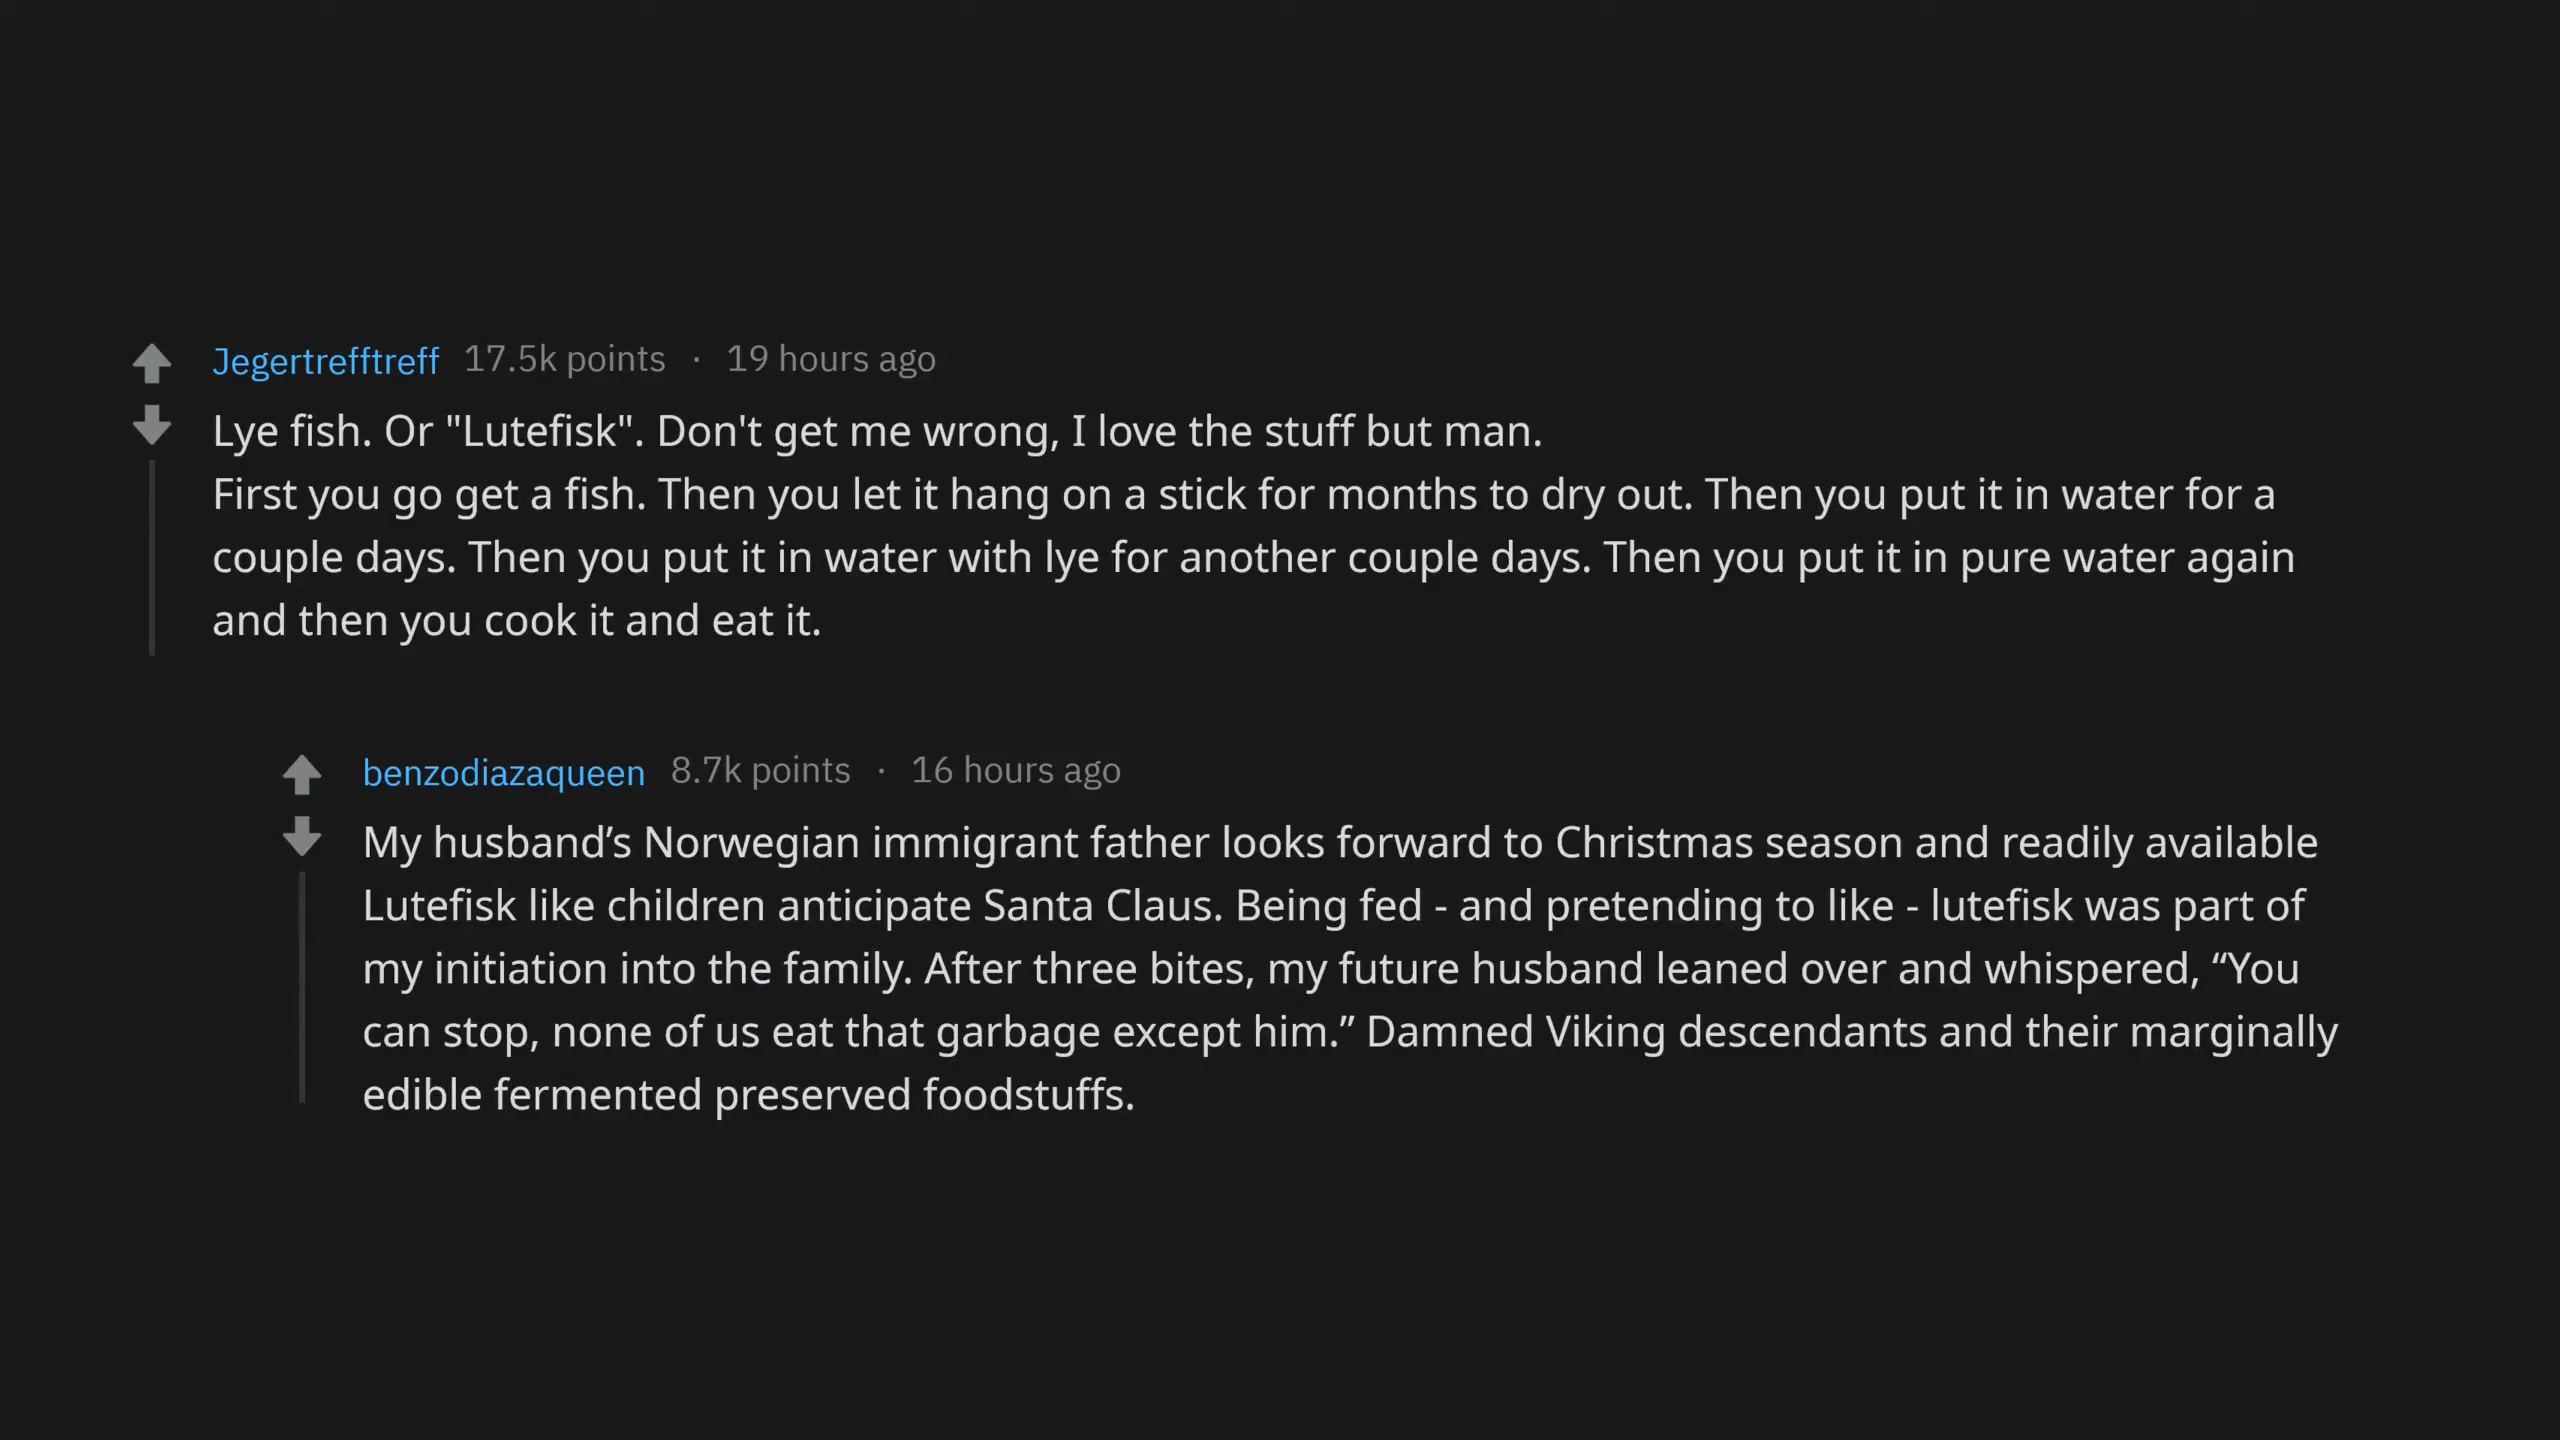 Jegertrefftreff 17.5k points · 19 hours ago
Lye fish. Or "Lutefisk". Don't get me wrong, I love the stuff but man.
First you go get a fish. Then you let it hang on a stick for months to dry out. Then you put it in water for a
couple days. Then you put it in water with lye for another couple days. Then you put it in pure water again
and then you cook it and eat it.
benzodiazaqueen 8.7k points · 16 hours ago
My husband’s Norwegian immigrant father looks forward to Christmas season and readily available
Lutefisk like children anticipate Santa Claus. Being fed - and pretending to like - lutefisk was part of
my initiation into the family. After three bites, my future husband leaned over and whispered, “You
can stop, none of us eat that garbage except him.” Damned Viking descendants and their marginally
edible fermented preserved foodstuffs.